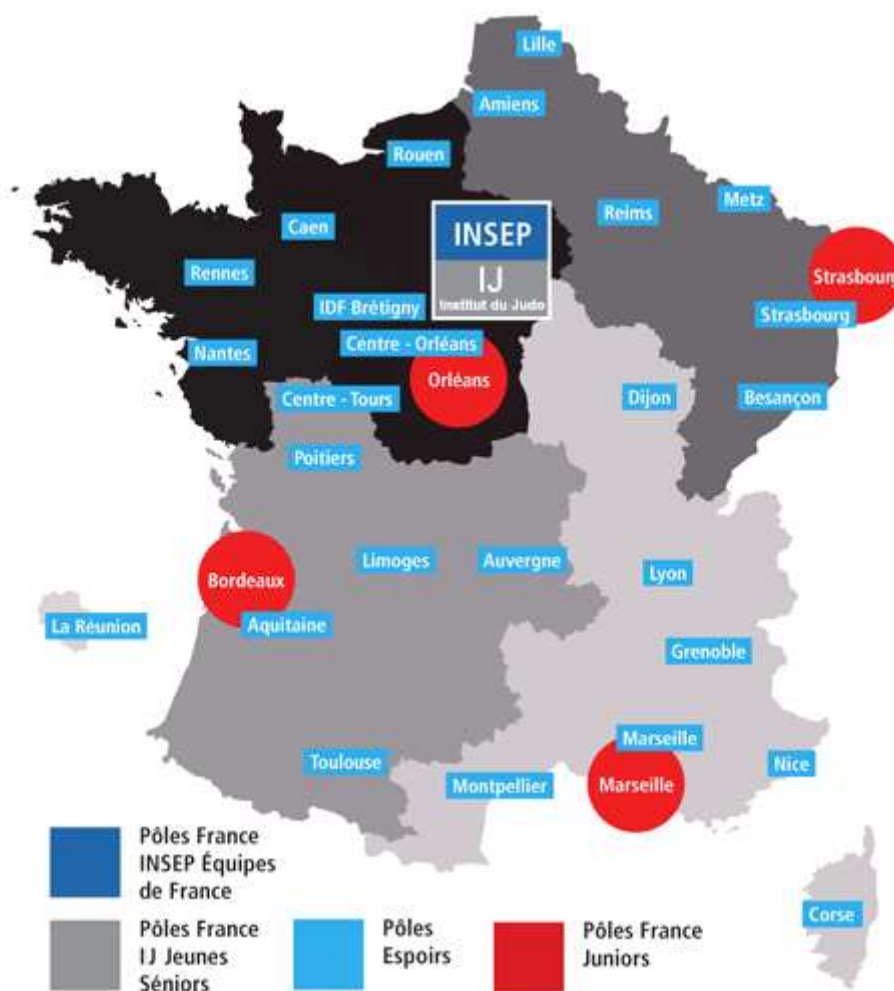 Lille
Amiens
Rouen
Metz
Reims
Caen
INSEP
IJ
Institut du Judo
Rennes
Strasbourg
IDF Brétigny
Strasbourg
Centre - Orléans
Nantes
Orléans
Centre - Tours
Dijon
Besançon
Poitiers
Limoges
Auvergne
Lyon
Bordeaux
La Réunion
Aquitaine
Grenoble
Marseille
Toulouse
Nice
Montpellier
Marseille
Corse
Pôles France
INSEP Équipes
de France
Pôles France
IJ Jeunes
Séniors
Pôles
Espoirs
Pôles France
Juniors